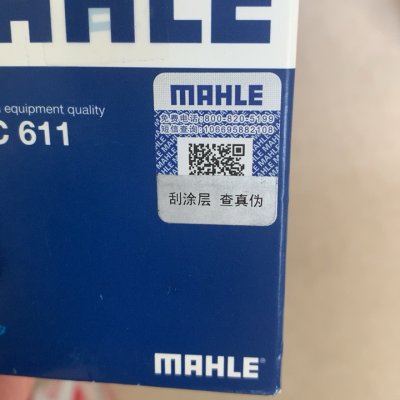 MAHLE
equipment quality
C 611
MAHLE
免费电话:800-820-5199
短信查询:106695882108
刮涂层 查真伪
MAHLE